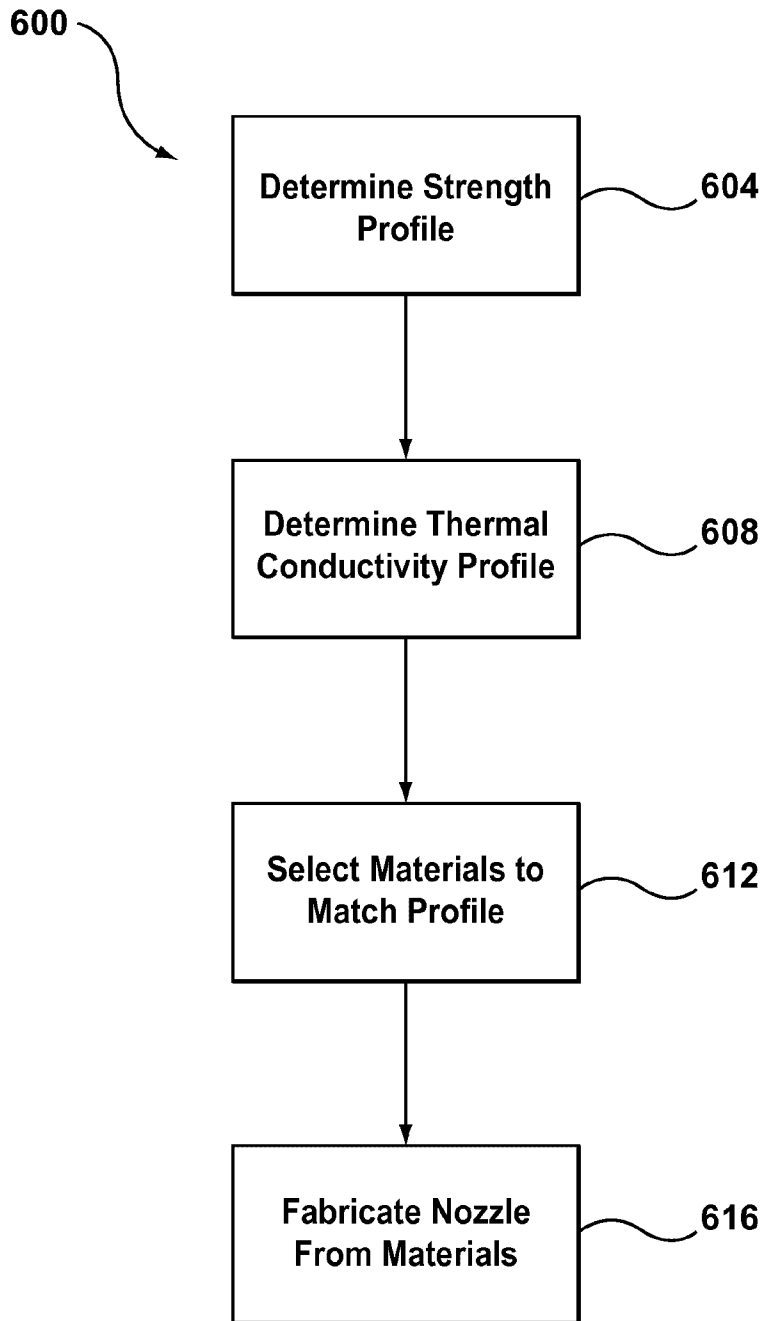 600
Determine Strength
Profile
604
Determine Thermal
Conductivity Profile
608
Select Materials to
Match Profile
612
Fabricate Nozzle
From Materials
616